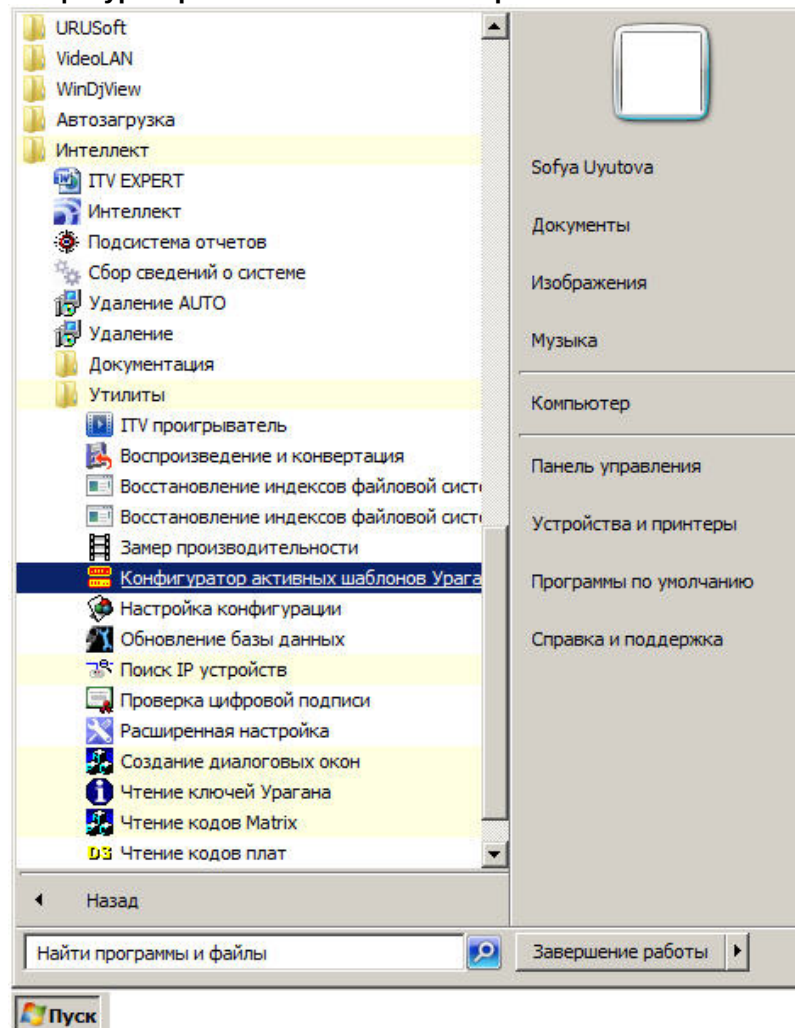 URUSoft
VideoLAN
WinDjView
Автозагрузка
Интеллект
ITV EXPERT
Интеллект
Подсистема отчетов
Сбор сведений о системе
Удаление AUTO
Удаление
Документация
Утилиты
ITV проигрыватель
Воспроизведение и конвертация
Восстановление индексов файловой сист
Восстановление индексов файловой сист
Замер производительности
Конфигуратор активных шаблонов Урага
Настройка конфигурации
Обновление базы данных
Поиск IP устройств
Проверка цифровой подписи
Расширенная настройка
Создание диалоговых окон
Чтение ключей Урагана
Чтение кодов Matrix
Чтение кодов плат
Назад
Найти программы и файлы
Sofya Uyutova
Документы
Изображения
Музыка
Компьютер
Панель управления
Устройства и принтеры
Программы по умолчанию
Справка и поддержка
Завершение работы
Пуск